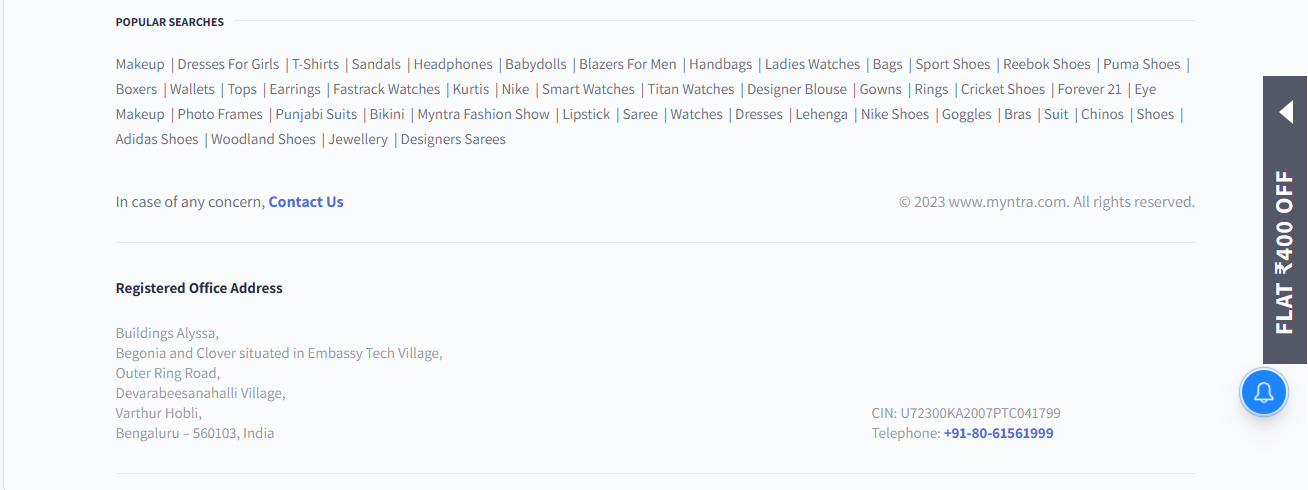 POPULAR SEARCHES
Makeup | Dresses For Girls | T-Shirts | Sandals | Headphones | Babydolls | Blazers For Men | Handbags | Ladies Watches | Bags | Sport Shoes | Reebok Shoes | Puma Shoes |
Boxers | Wallets | Tops | Earrings | Fastrack Watches | Kurtis | Nike | Smart Watches | Titan Watches | Designer Blouse | Gowns | Rings | Cricket Shoes | Forever 21 | Eye
Makeup | Photo Frames | Punjabi Suits | Bikini | Myntra Fashion Show | Lipstick | Saree | Watches | Dresses | Lehenga | Nike Shoes | Goggles | Bras | Suit | Chinos | Shoes |
Adidas Shoes | Woodland Shoes | Jewellery | Designers Sarees
In case of any concern, Contact Us
© 2023 www.myntra.com. All rights reserved.
Registered Office Address
Buildings Alyssa,
Begonia and Clover situated in Embassy Tech Village,
Outer Ring Road,
Devarabeesanahalli Village,
Varthur Hobli,
Bengaluru – 560103, India
CIN: U72300KA2007PTC041799
Telephone: +91-80-61561999
FLAT ₹400 OFF